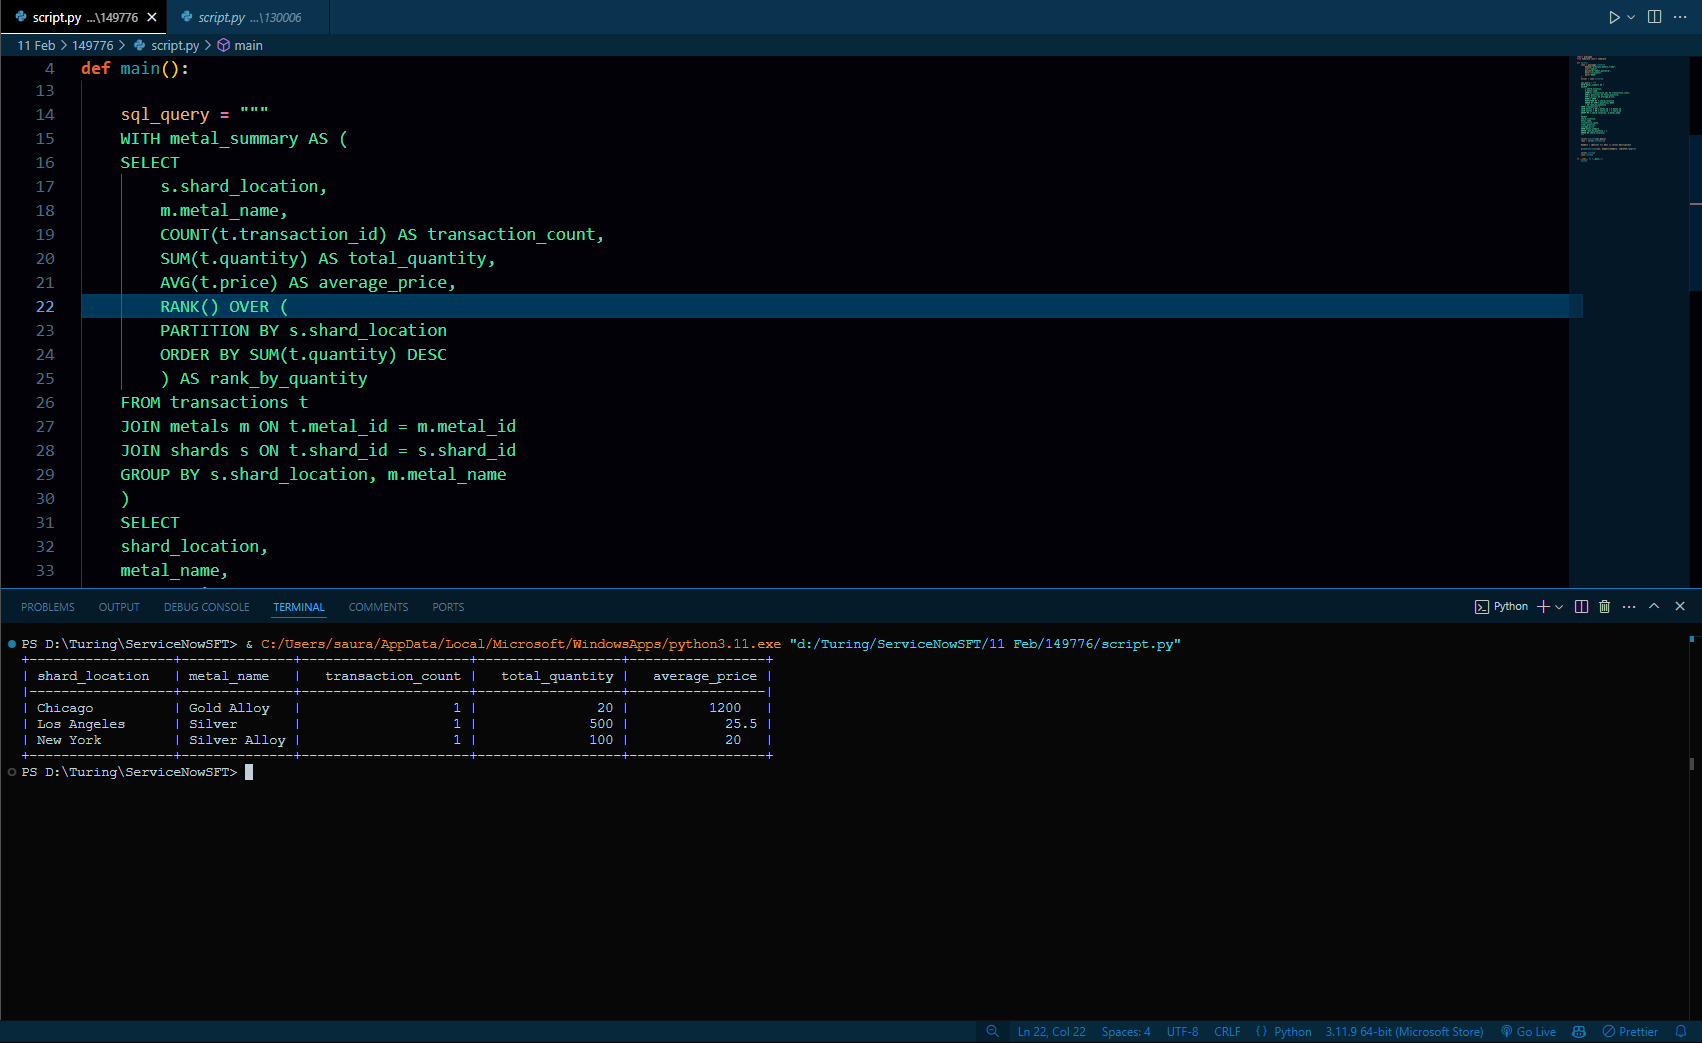 script.py ...\149776 script.py ...\130006
11 Feb > 149776 > script.py > main
4 def main():
13
14 sql_query = """
15 WITH metal_summary AS (
16 SELECT
17 s.shard_location,
18 m.metal_name,
19 COUNT(t.transaction_id) AS transaction_count,
20 SUM(t.quantity) AS total_quantity,
21 AVG(t.price) AS average_price,
22 RANK() OVER (
23 PARTITION BY s.shard_location
24 ORDER BY SUM(t.quantity) DESC
25 ) AS rank_by_quantity
26 FROM transactions t
27 JOIN metals m ON t.metal_id = m.metal_id
28 JOIN shards s ON t.shard_id = s.shard_id
29 GROUP BY s.shard_location, m.metal_name
30 )
31 SELECT
32 shard_location,
33 metal_name,
PROBLEMS OUTPUT DEBUG CONSOLE TERMINAL COMMENTS PORTS Python
PS D:\Turing\ServiceNowSFT> & C:/Users/saura/AppData/Local/Microsoft/WindowsApps/python3.11.exe "d:/Turing/ServiceNowSFT/11 Feb/149776/script.py"
+------------------+--------------+---------------------+------------------+-----------------+
| shard_location | metal_name | transaction_count | total_quantity | average_price |
|------------------+--------------+---------------------+------------------+-----------------|
| Chicago | Gold Alloy | 1 | 20 | 1200 |
| Los Angeles | Silver | 1 | 500 | 25.5 |
| New York | Silver Alloy | 1 | 100 | 20 |
+------------------+--------------+---------------------+------------------+-----------------+
PS D:\Turing\ServiceNowSFT>
Ln 22, Col 22 Spaces: 4 UTF-8 CRLF {} Python 3.11.9 64-bit (Microsoft Store) Go Live Prettier